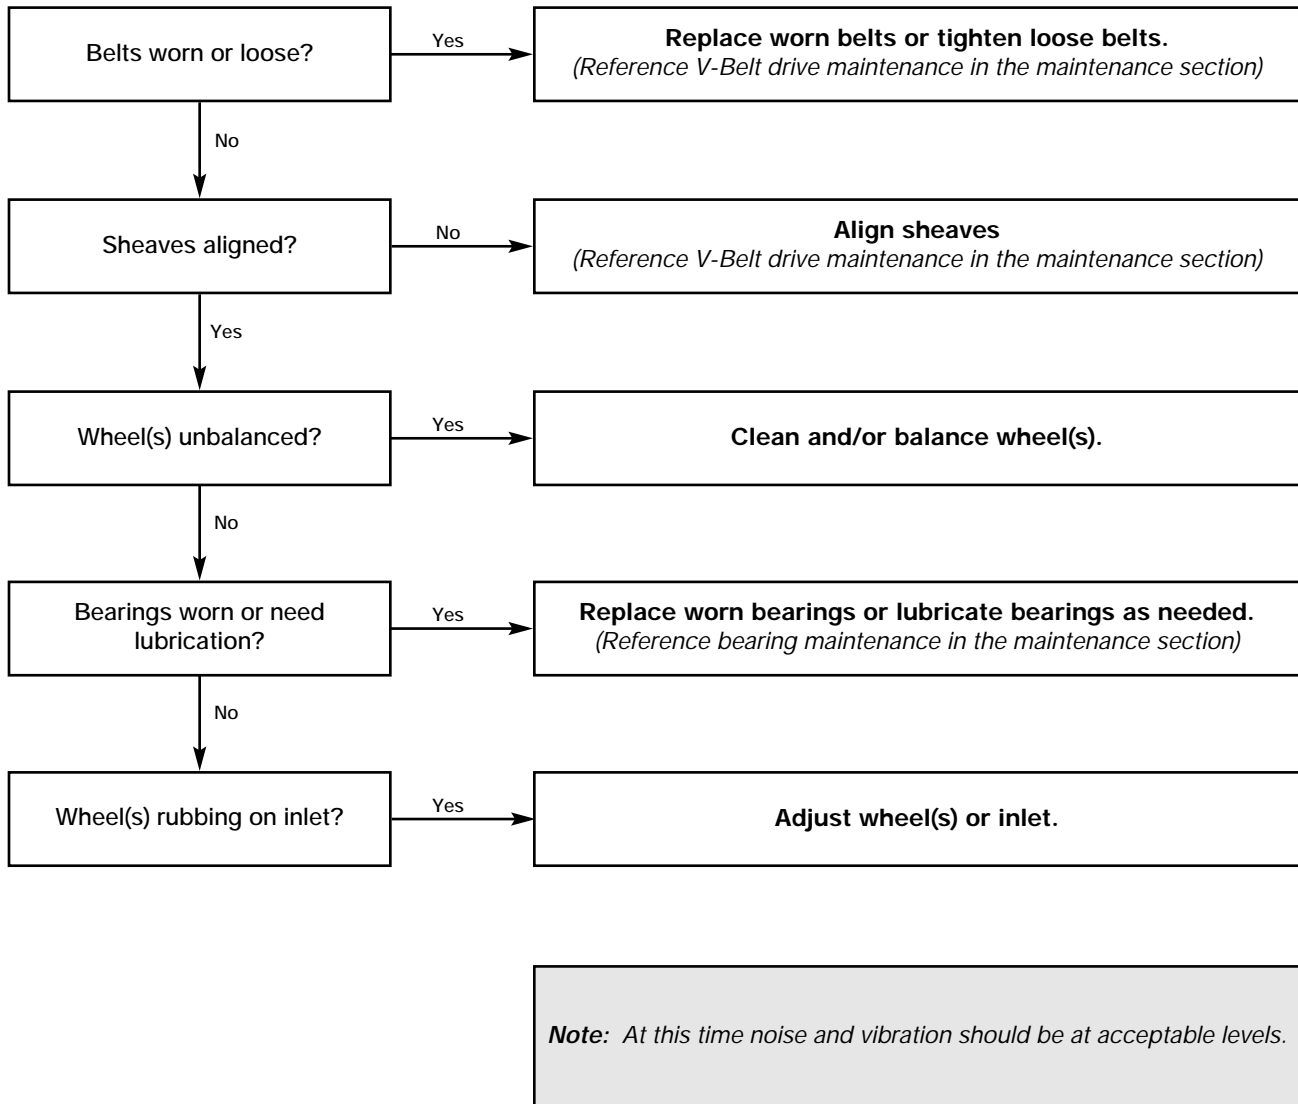 Belts worn or loose?
Yes
Replace worn belts or tighten loose belts.
(Reference V-Belt drive maintenance in the maintenance section)
No
Sheaves aligned?
No
Align sheaves
(Reference V-Belt drive maintenance in the maintenance section)
Yes
Wheel(s) unbalanced?
Yes
Clean and/or balance wheel(s).
No
Bearings worn or need
lubrication?
Yes
Replace worn bearings or lubricate bearings as needed.
(Reference bearing maintenance in the maintenance section)
No
Wheel(s) rubbing on inlet?
Yes
Adjust wheel(s) or inlet.
Note: At this time noise and vibration should be at acceptable levels.